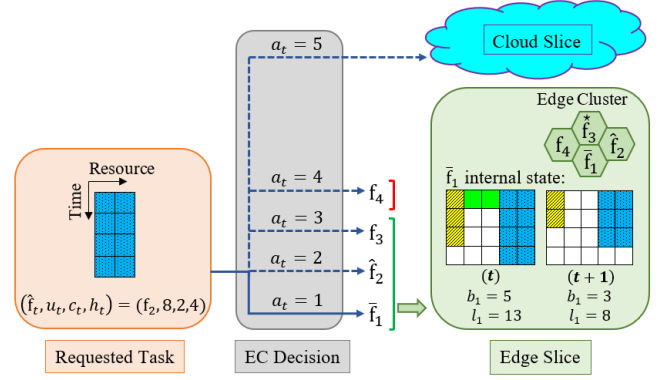 a_t = 5
Cloud Slice
Edge Cluster
f_4 f*_3 f̂_2
f̄_1
Resource
Time
a_t = 4
f_4
f̄_1 internal state:
a_t = 3
f_3
a_t = 2
f̂_2
(t) (t + 1)
(f̂_t, u_t, c_t, h_t) = (f_2, 8,2,4)
a_t = 1
f̄_1
b_1 = 5 b_1 = 3
l_1 = 13 l_1 = 8
Requested Task
EC Decision
Edge Slice